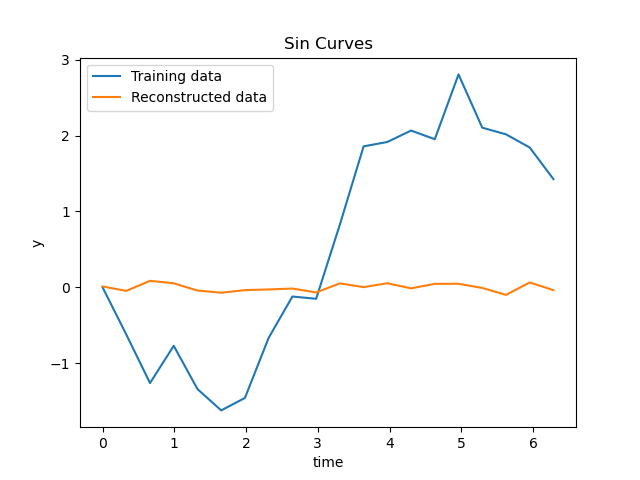 Sin Curves
Training data
Reconstructed data
3
2
1
0
−1
y
0 1 2 3 4 5 6
time